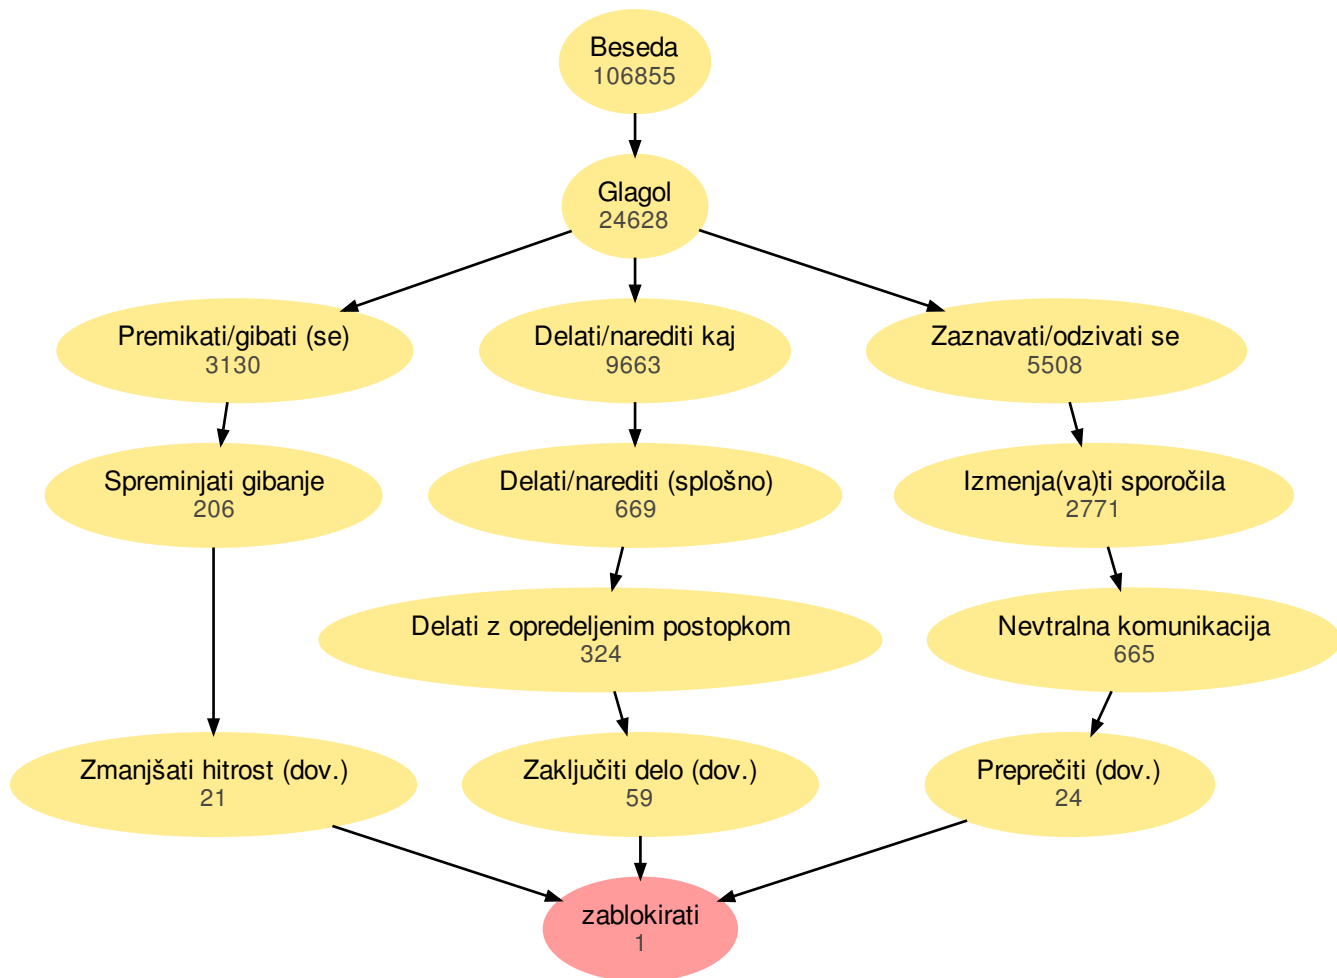 Beseda
106855
Glagol
24628
Premikati/gibati (se)
3130
Delati/narediti kaj
9663
Zaznavati/odzivati se
5508
Spreminjati gibanje
206
Delati/narediti (splošno)
669
Izmenja(va)ti sporočila
2771
Delati z opredeljenim postopkom
324
Nevtralna komunikacija
665
Zmanjšati hitrost (dov.)
21
Zaključiti delo (dov.)
59
Preprečiti (dov.)
24
zablokirati
1